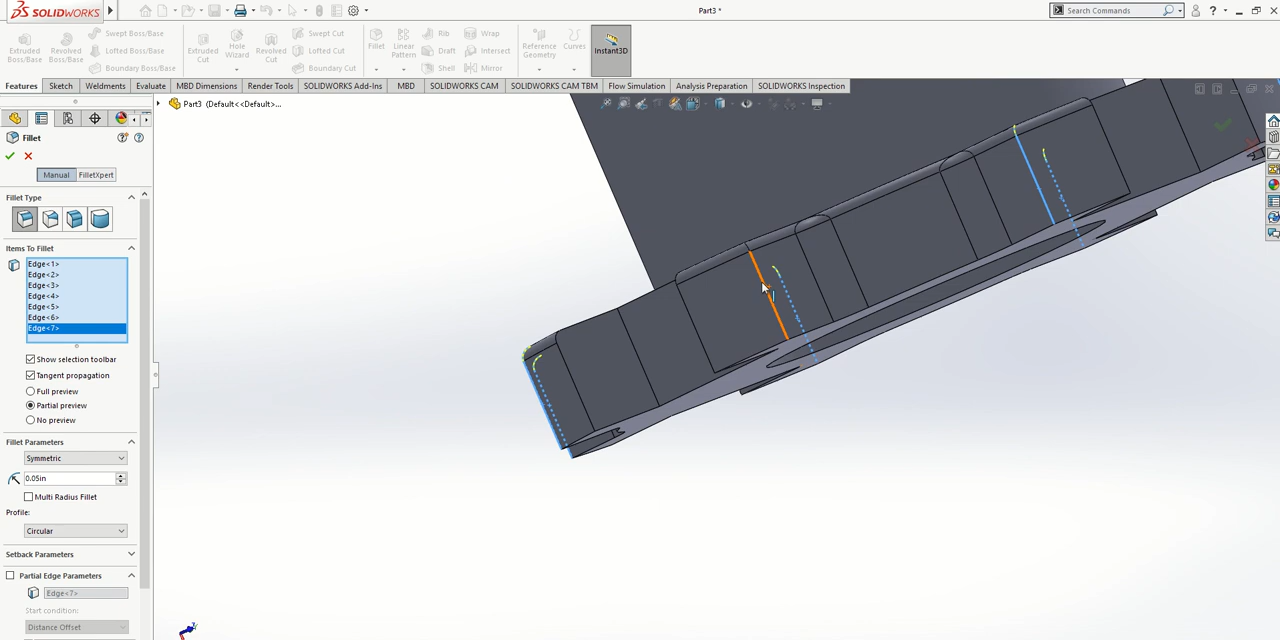 SOLIDWORKS
Part3 *
Search Commands
Extruded Boss/Base
Revolved Boss/Base
Swept Boss/Base
Lofted Boss/Base
Boundary Boss/Base
Extruded Cut
Hole Wizard
Revolved Cut
Swept Cut
Lofted Cut
Boundary Cut
Fillet
Linear Pattern
Rib
Draft
Shell
Wrap
Intersect
Mirror
Reference Geometry
Curves
Instant3D
Features
Sketch
Weldments
Evaluate
MBD Dimensions
Render Tools
SOLIDWORKS Add-Ins
MBD
SOLIDWORKS CAM
SOLIDWORKS CAM TBM
Flow Simulation
Analysis Preparation
SOLIDWORKS Inspection
Part3 (Default<<Default>...
Fillet
Manual
FilletXpert
Fillet Type
Items To Fillet
Edge<1>
Edge<2>
Edge<3>
Edge<4>
Edge<5>
Edge<6>
Edge<7>
Show selection toolbar
Tangent propagation
Full preview
Partial preview
No preview
Fillet Parameters
Symmetric
0.05in
Multi Radius Fillet
Profile:
Circular
Setback Parameters
Partial Edge Parameters
Edge<7>
Start condition:
Distance Offset